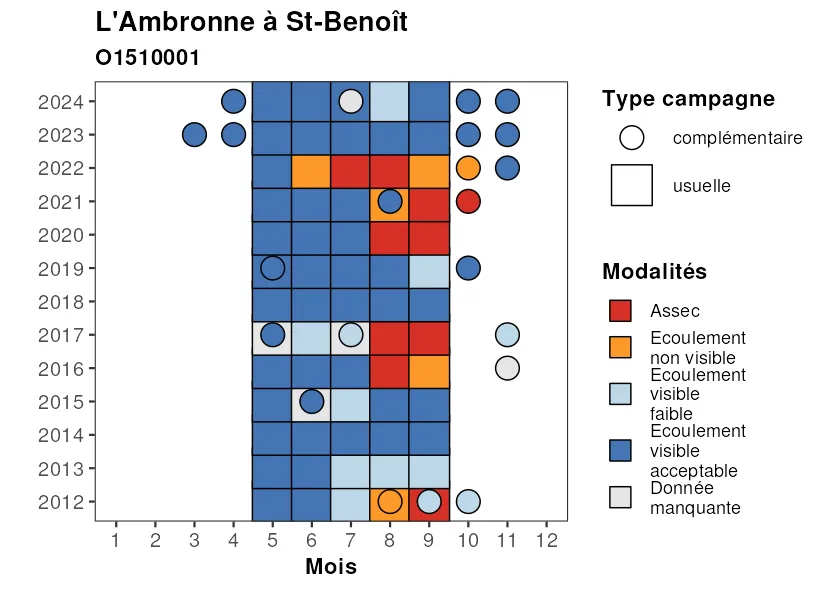 L'Ambronne à St-Benoît
O1510001
2024
2023
2022
2021
2020
2019
2018
2017
2016
2015
2014
2013
2012
1 2 3 4 5 6 7 8 9 10 11 12
Mois
Type campagne
complémentaire
usuelle
Modalités
Assec
Ecoulement
non visible
Ecoulement
visible
faible
Ecoulement
visible
acceptable
Donnée
manquante